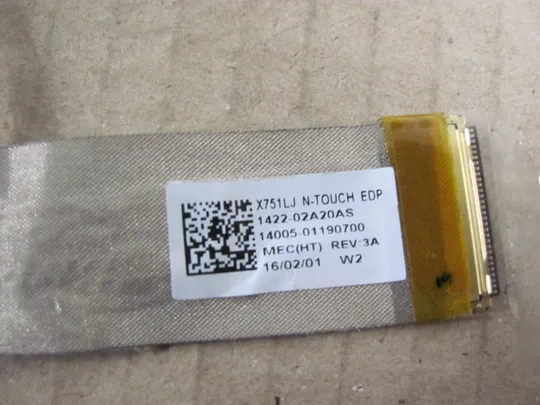 X751LJ N-TOUCH EDP
1422-02A20AS
14005-01190700
MEC(HT) REV:3A
16/02/01 W2